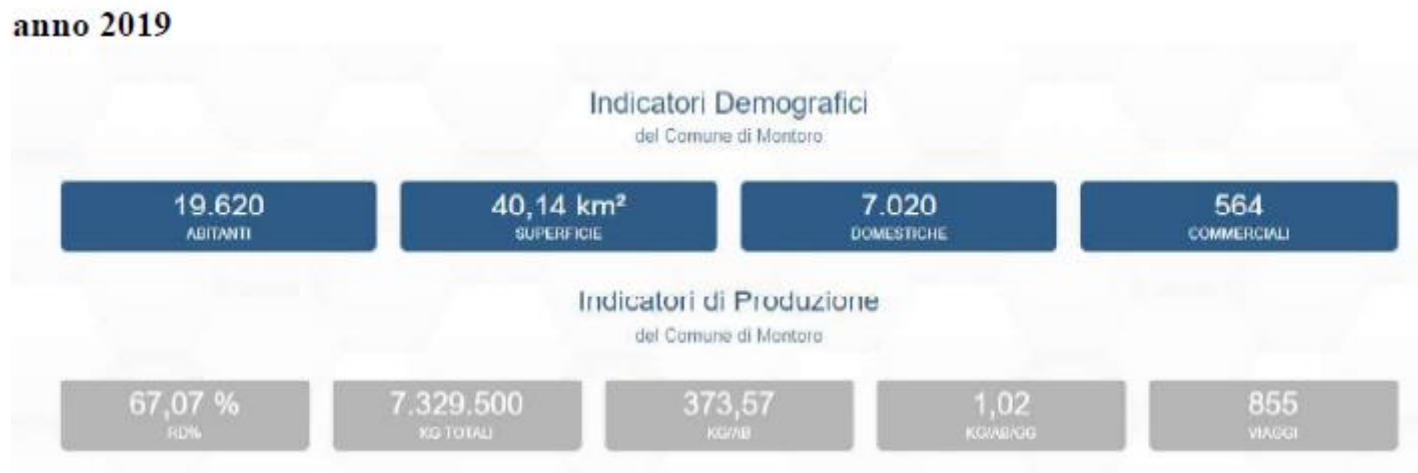 anno 2019
Indicatori Demografici
del Comune di Montoro
19.620 40,14 km² 7.020 564
ABITANTI SUPERFICIE DOMESTICHE COMMERCIALI
Indicatori di Produzione
del Comune di Montoro
67,07 % 7.329.500 373,57 1,02 855
RD% KG TOTALI KG/AB KG/AB/GG VIAGGI